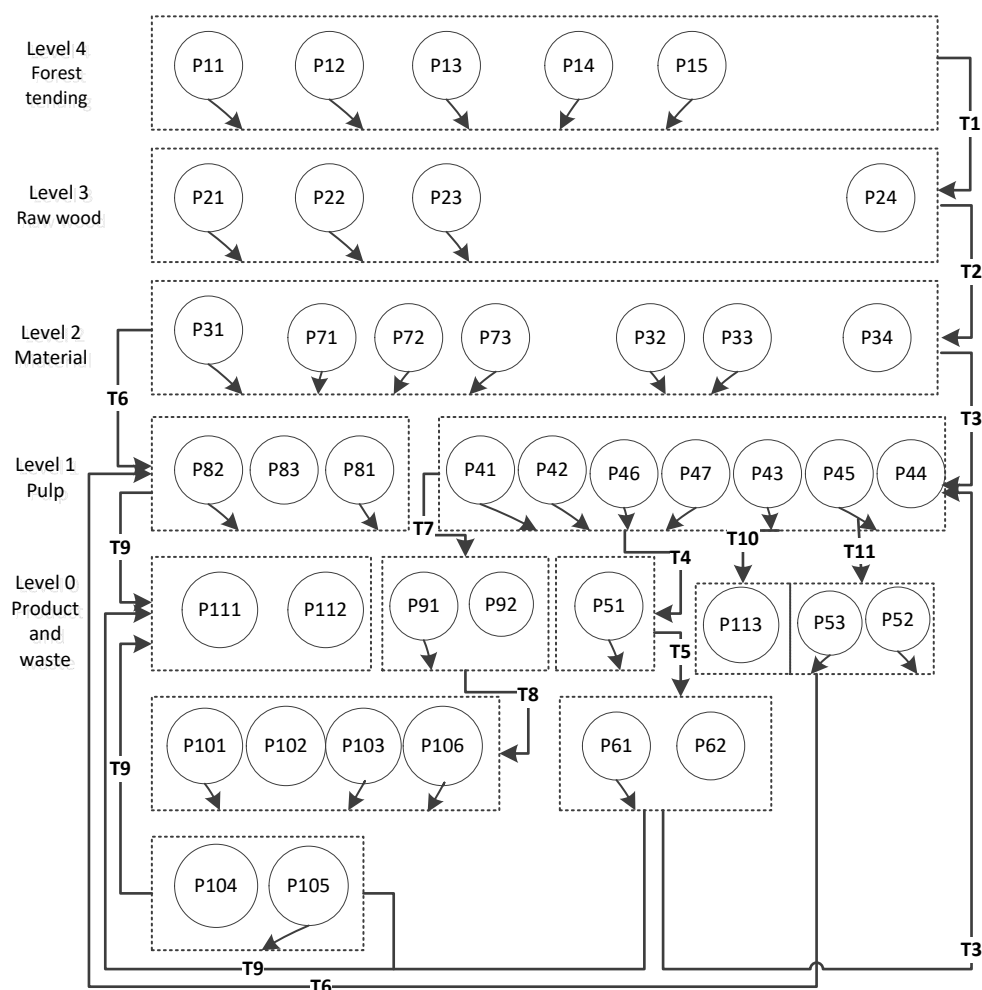 Level 4
Forest
tending
P11
P12
P13
P14
P15
T1
Level 3
Raw wood
P21
P22
P23
P24
T2
Level 2
Material
P31
P71
P72
P73
P32
P33
P34
T6
T3
Level 1
Pulp
P82
P83
P81
P41
P42
P46
P47
P43
P45
P44
T7
T10
T9
T4
T11
Level 0
Product
and
waste
P111
P112
P91
P92
P51
P113
P53
P52
T5
T8
P101
P102
P103
P106
P61
P62
T9
P104
P105
T9
T3
T6